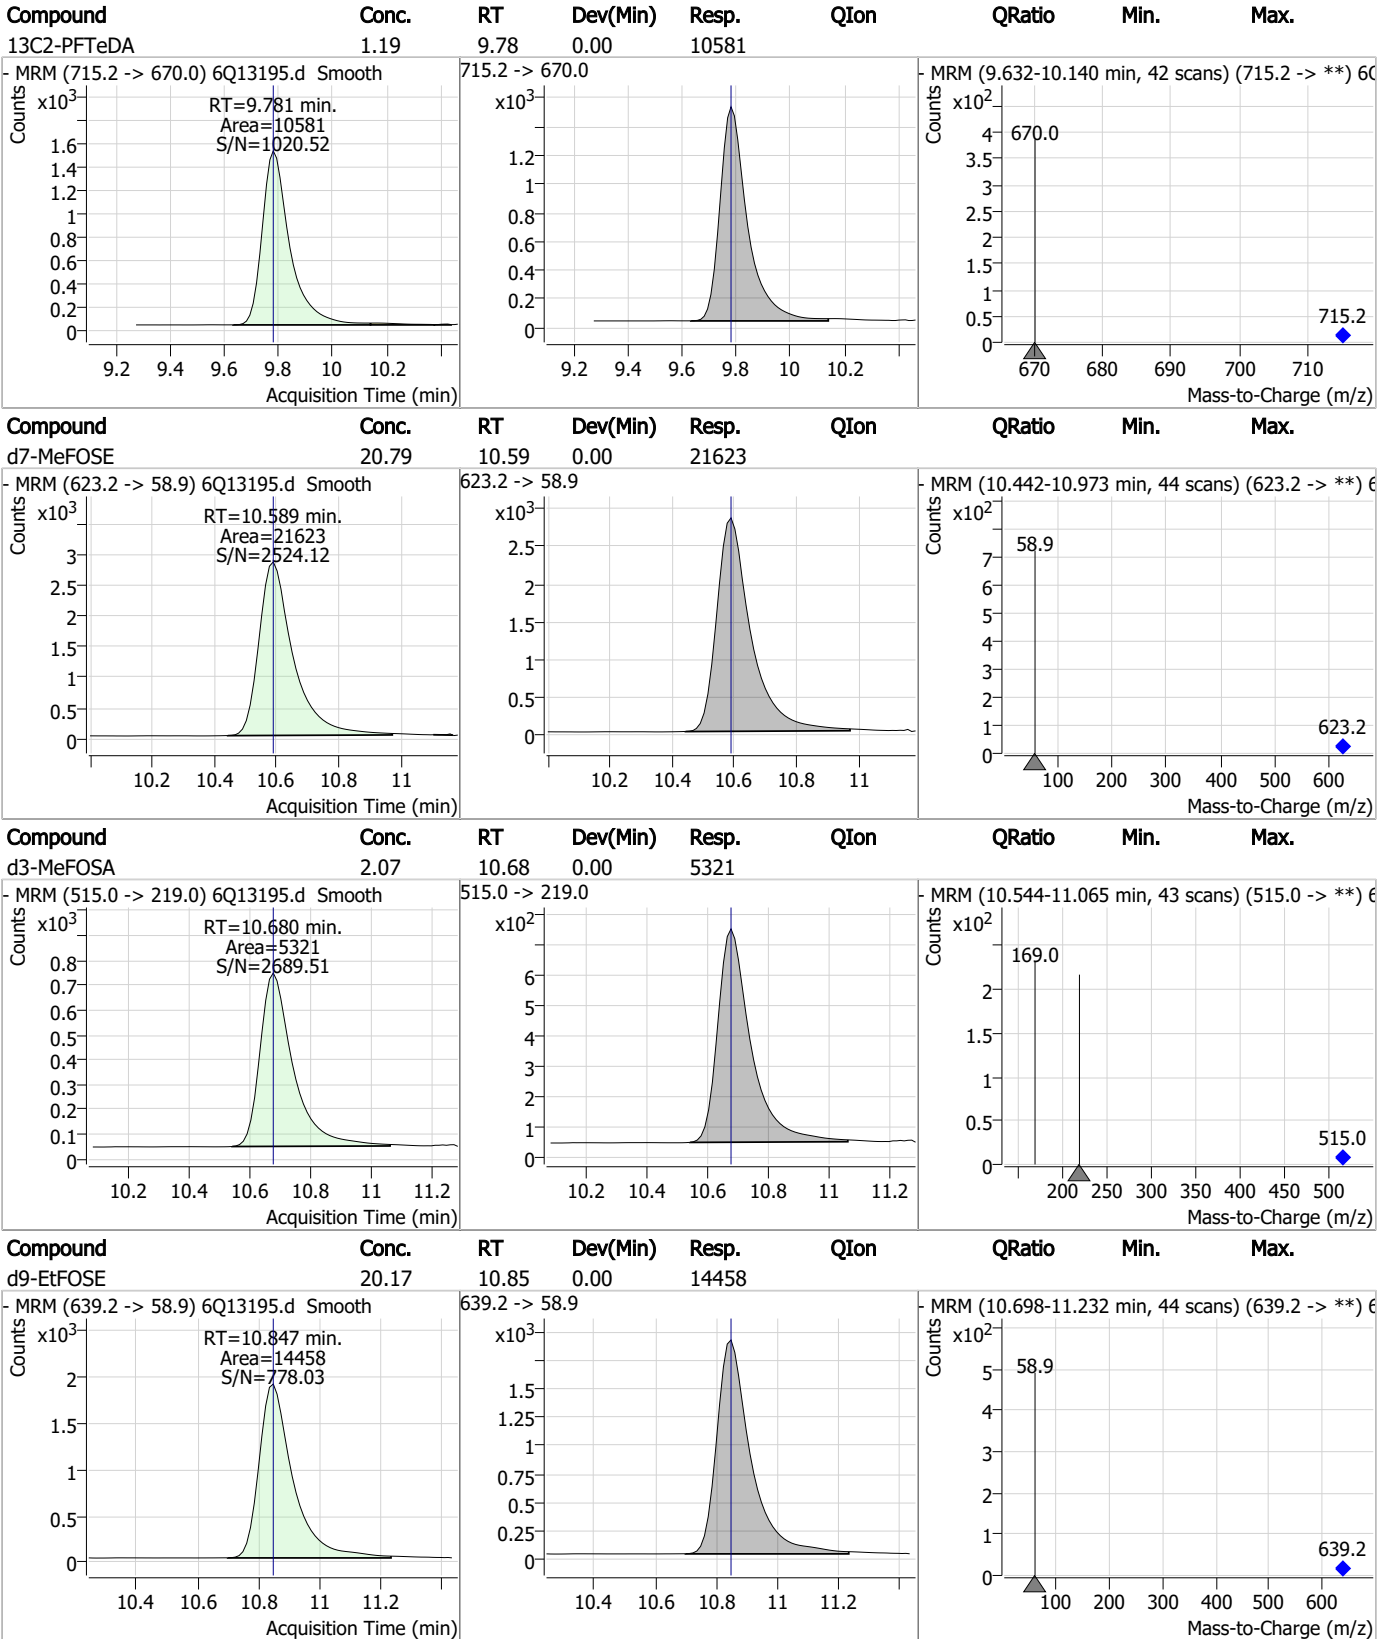 Compound Conc. RT Dev(Min) Resp. QIon QRatio Min. Max.
13C2-PFTeDA 1.19 9.78 0.00 10581
- MRM (715.2 -> 670.0) 6Q13195.d Smooth
Counts
x10³
RT=9.781 min.
Area=10581
S/N=1020.52
1.6
1.4
1.2
1
0.8
0.6
0.4
0.2
0
9.2 9.4 9.6 9.8 10 10.2
Acquisition Time (min)
715.2 -> 670.0
x10³
1.2
1
0.8
0.6
0.4
0.2
0
9.2 9.4 9.6 9.8 10 10.2
- MRM (9.632-10.140 min, 42 scans) (715.2 -> **) 6Q
Counts
x10²
4
3.5
3
2.5
2
1.5
1
0.5
0
670.0
715.2
670 680 690 700 710
Mass-to-Charge (m/z)
Compound Conc. RT Dev(Min) Resp. QIon QRatio Min. Max.
d7-MeFOSE 20.79 10.59 0.00 21623
- MRM (623.2 -> 58.9) 6Q13195.d Smooth
Counts
x10³
RT=10.589 min.
Area=21623
S/N=2524.12
3
2.5
2
1.5
1
0.5
0
10.2 10.4 10.6 10.8 11
Acquisition Time (min)
623.2 -> 58.9
x10³
2.5
2
1.5
1
0.5
0
10.2 10.4 10.6 10.8 11
- MRM (10.442-10.973 min, 44 scans) (623.2 -> **) 6
Counts
x10²
7
6
5
4
3
2
1
0
58.9
623.2
100 200 300 400 500 600
Mass-to-Charge (m/z)
Compound Conc. RT Dev(Min) Resp. QIon QRatio Min. Max.
d3-MeFOSA 2.07 10.68 0.00 5321
- MRM (515.0 -> 219.0) 6Q13195.d Smooth
Counts
x10³
RT=10.680 min.
Area=5321
S/N=2689.51
0.8
0.7
0.6
0.5
0.4
0.3
0.2
0.1
0
10.2 10.4 10.6 10.8 11 11.2
Acquisition Time (min)
515.0 -> 219.0
x10²
6
5
4
3
2
1
0
10.2 10.4 10.6 10.8 11 11.2
- MRM (10.544-11.065 min, 43 scans) (515.0 -> **) 6
Counts
x10²
2
1.5
1
0.5
0
169.0
515.0
200 250 300 350 400 450 500
Mass-to-Charge (m/z)
Compound Conc. RT Dev(Min) Resp. QIon QRatio Min. Max.
d9-EtFOSE 20.17 10.85 0.00 14458
- MRM (639.2 -> 58.9) 6Q13195.d Smooth
Counts
x10³
RT=10.847 min.
Area=14458
S/N=778.03
2
1.5
1
0.5
0
10.4 10.6 10.8 11 11.2
Acquisition Time (min)
639.2 -> 58.9
x10³
1.5
1.25
1
0.75
0.5
0.25
0
10.4 10.6 10.8 11 11.2
- MRM (10.698-11.232 min, 44 scans) (639.2 -> **) 6
Counts
x10²
5
4
3
2
1
0
58.9
639.2
100 200 300 400 500 600
Mass-to-Charge (m/z)